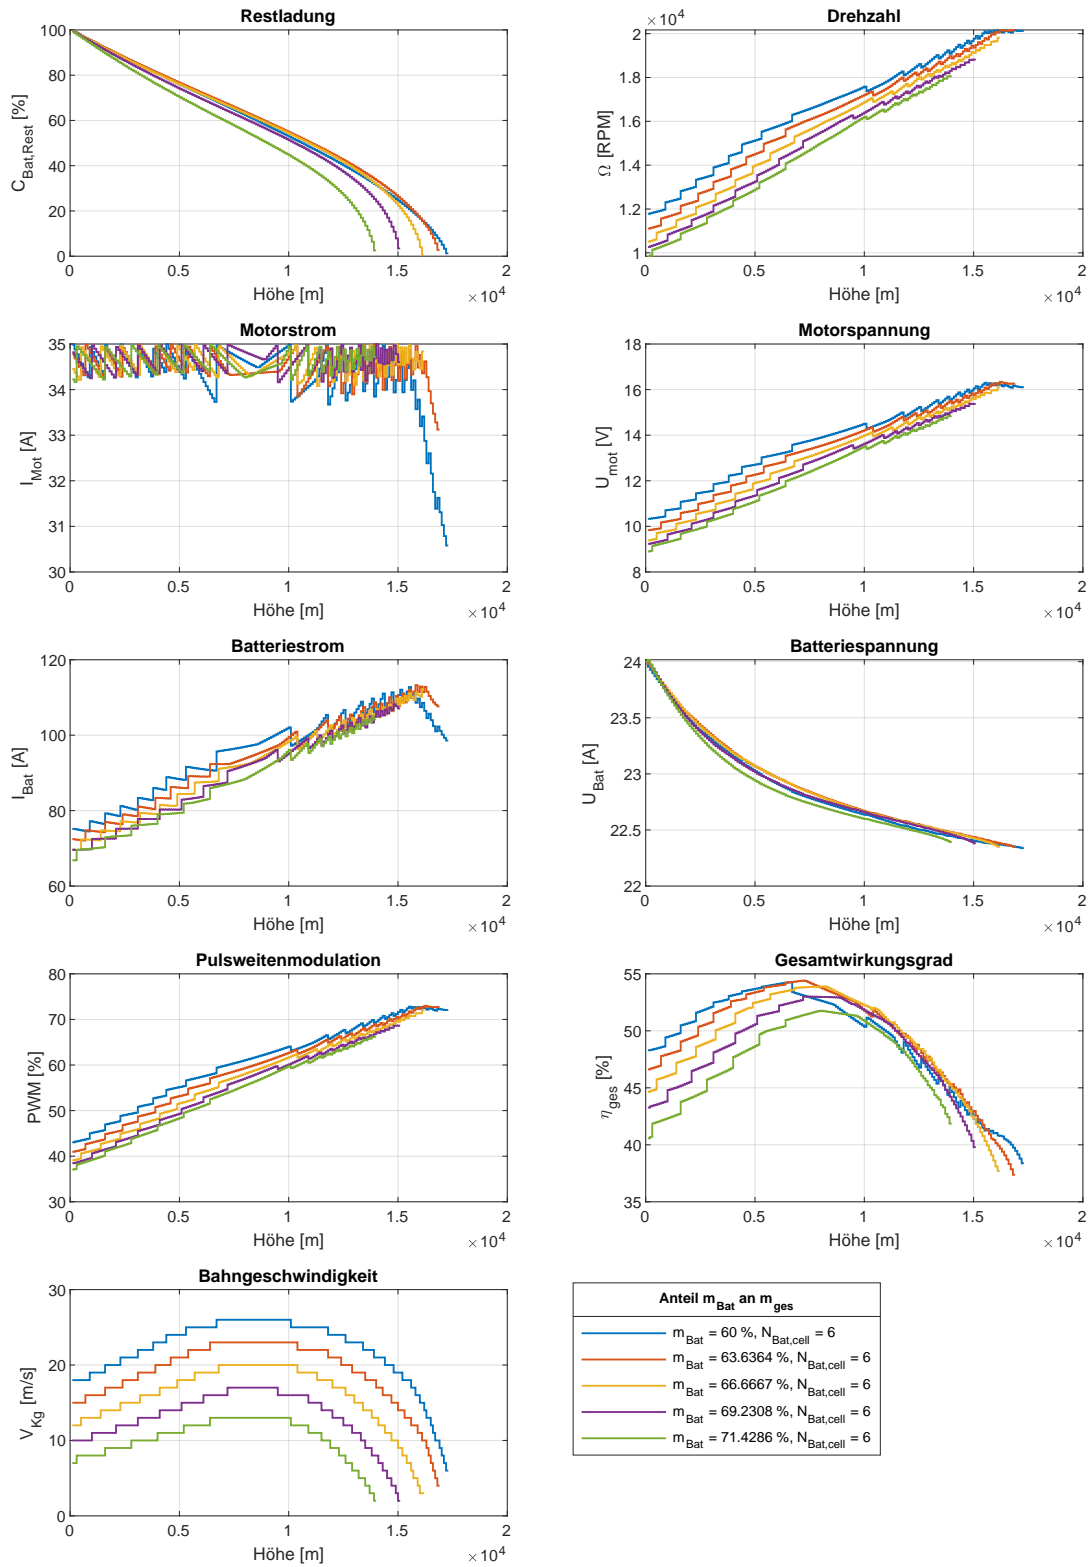 Restladung
C_Bat,Rest [%]
100
80
60
40
20
0
0 0.5 1 1.5 2
Höhe [m] ×10^4
Drehzahl
×10^4
Ω [RPM]
2
1.8
1.6
1.4
1.2
1
0 0.5 1 1.5 2
Höhe [m] ×10^4
Motorstrom
I_Mot [A]
35
34
33
32
31
30
0 0.5 1 1.5 2
Höhe [m] ×10^4
Motorspannung
U_mot [V]
18
16
14
12
10
8
0 0.5 1 1.5 2
Höhe [m] ×10^4
Batteriestrom
I_Bat [A]
120
100
80
60
0 0.5 1 1.5 2
Höhe [m] ×10^4
Batteriespannung
U_Bat [A]
24
23.5
23
22.5
22
0 0.5 1 1.5 2
Höhe [m] ×10^4
Pulsweitenmodulation
PWM [%]
80
70
60
50
40
30
0 0.5 1 1.5 2
Höhe [m] ×10^4
Gesamtwirkungsgrad
η_ges [%]
55
50
45
40
35
0 0.5 1 1.5 2
Höhe [m] ×10^4
Bahngeschwindigkeit
V_Kg [m/s]
30
20
10
0
0 0.5 1 1.5 2
Höhe [m] ×10^4
Anteil m_Bat an m_ges
m_Bat = 60 %, N_Bat,cell = 6
m_Bat = 63.6364 %, N_Bat,cell = 6
m_Bat = 66.6667 %, N_Bat,cell = 6
m_Bat = 69.2308 %, N_Bat,cell = 6
m_Bat = 71.4286 %, N_Bat,cell = 6